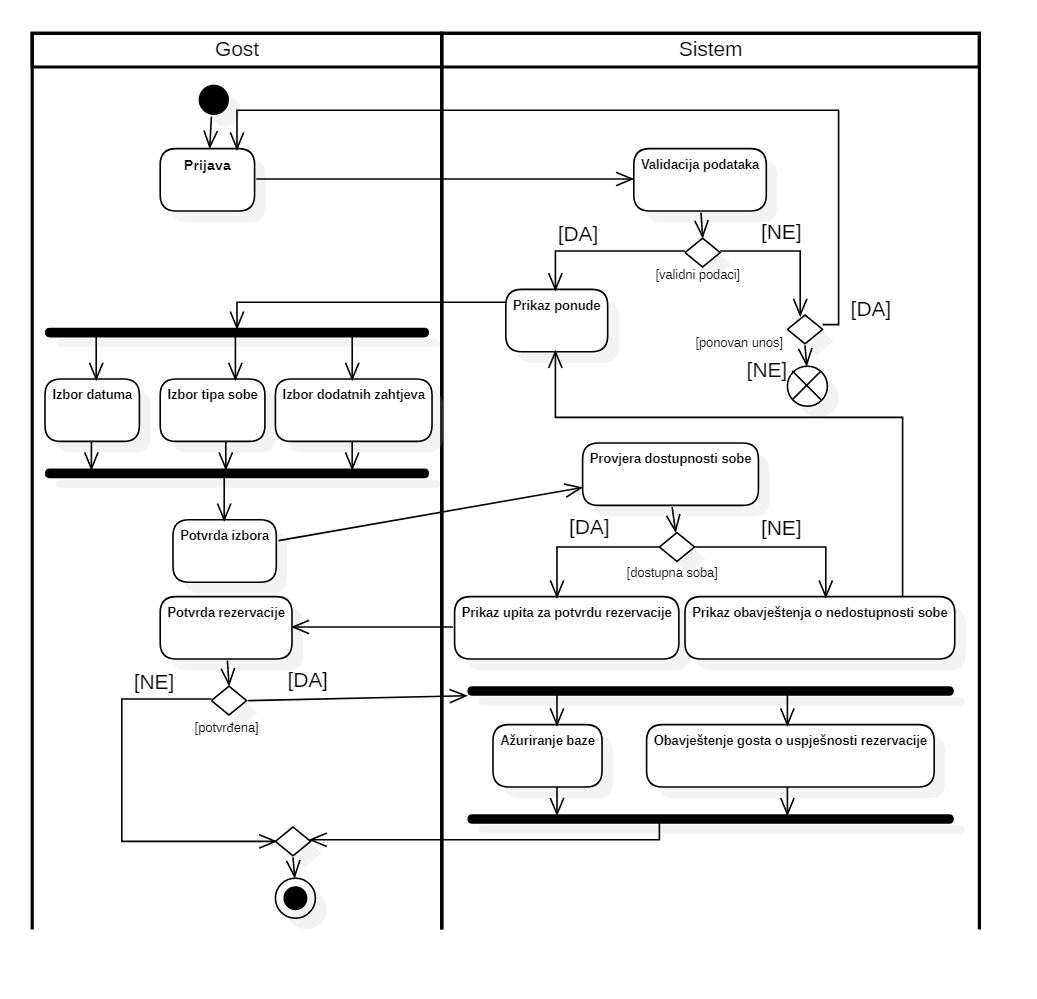 Gost
Sistem
Prijava
Validacija podataka
[DA]
[NE]
[validni podaci]
Prikaz ponude
[DA]
[ponovan unos]
[NE]
Izbor datuma
Izbor tipa sobe
Izbor dodatnih zahtjeva
Provjera dostupnosti sobe
Potvrda izbora
[DA]
[NE]
[dostupna soba]
Potvrda rezervacije
Prikaz upita za potvrdu rezervacije
Prikaz obavještenja o nedostupnosti sobe
[NE]
[DA]
[potvrđena]
Ažuriranje baze
Obavještenje gosta o uspješnosti rezervacije